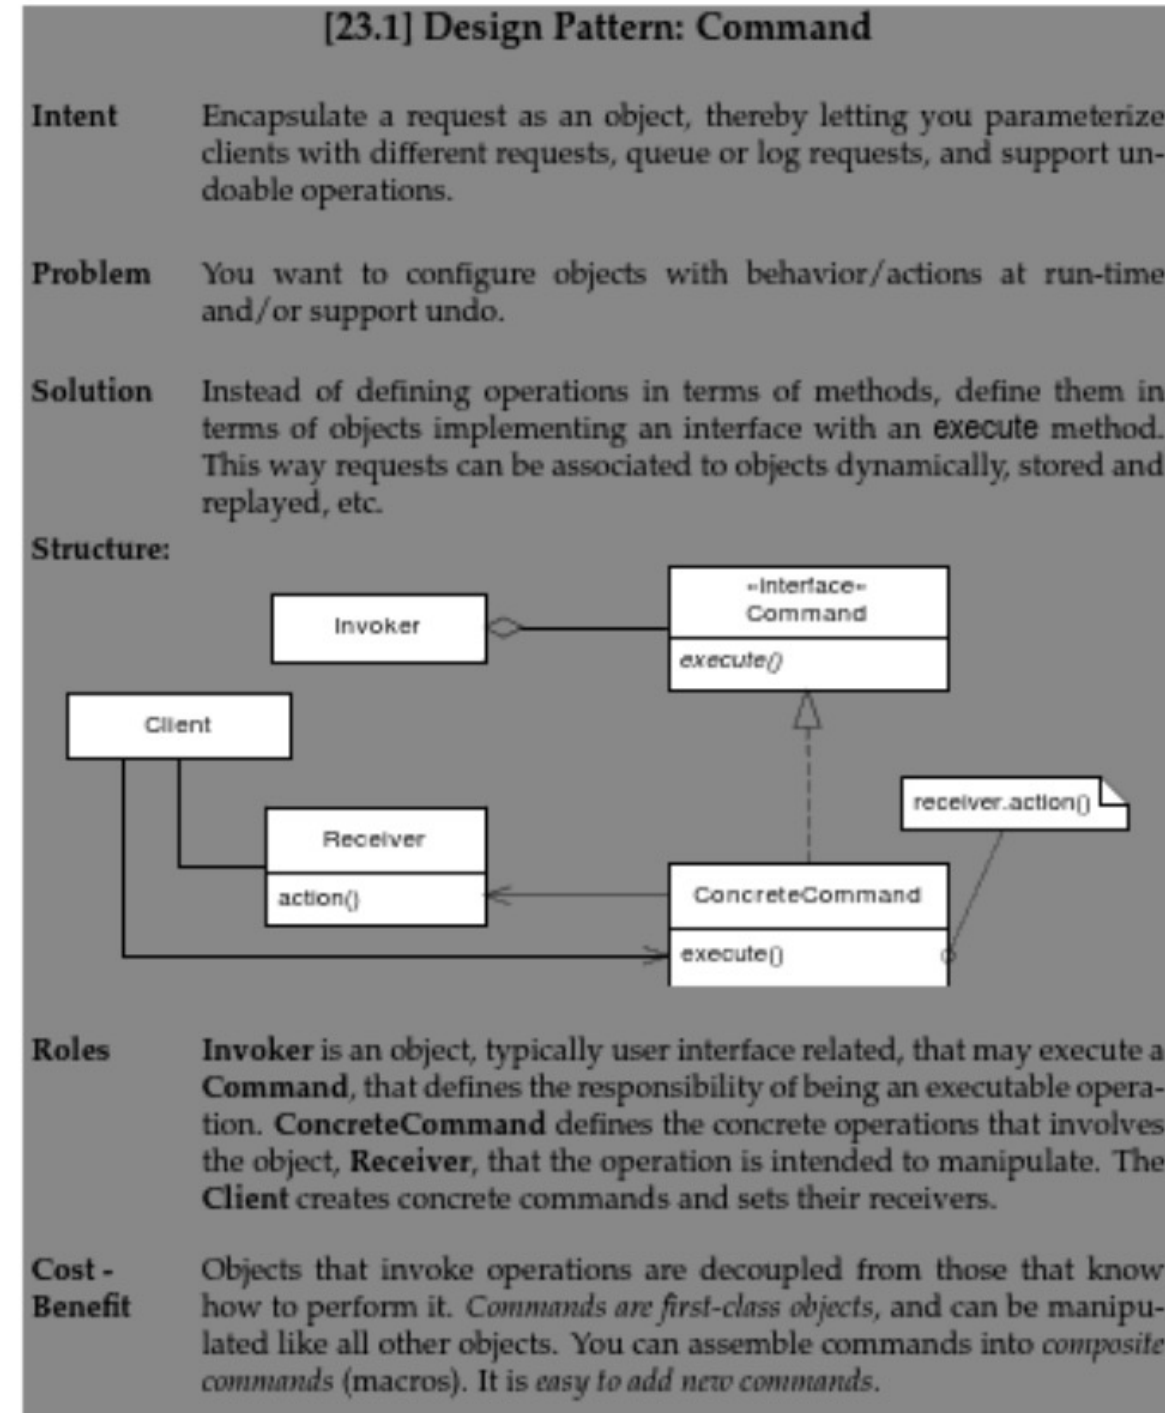 [23.1] Design Pattern: Command
Intent Encapsulate a request as an object, thereby letting you parameterize
clients with different requests, queue or log requests, and support un-
doable operations.
Problem You want to configure objects with behavior/actions at run-time
and/or support undo.
Solution Instead of defining operations in terms of methods, define them in
terms of objects implementing an interface with an execute method.
This way requests can be associated to objects dynamically, stored and
replayed, etc.
Structure:
«interface»
Command
Invoker
execute()
Client
receiver.action()
Receiver
action()
ConcreteCommand
execute()
Roles Invoker is an object, typically user interface related, that may execute a
Command, that defines the responsibility of being an executable opera-
tion. ConcreteCommand defines the concrete operations that involves
the object, Receiver, that the operation is intended to manipulate. The
Client creates concrete commands and sets their receivers.
Cost - Objects that invoke operations are decoupled from those that know
Benefit how to perform it. Commands are first-class objects, and can be manipu-
lated like all other objects. You can assemble commands into composite
commands (macros). It is easy to add new commands.